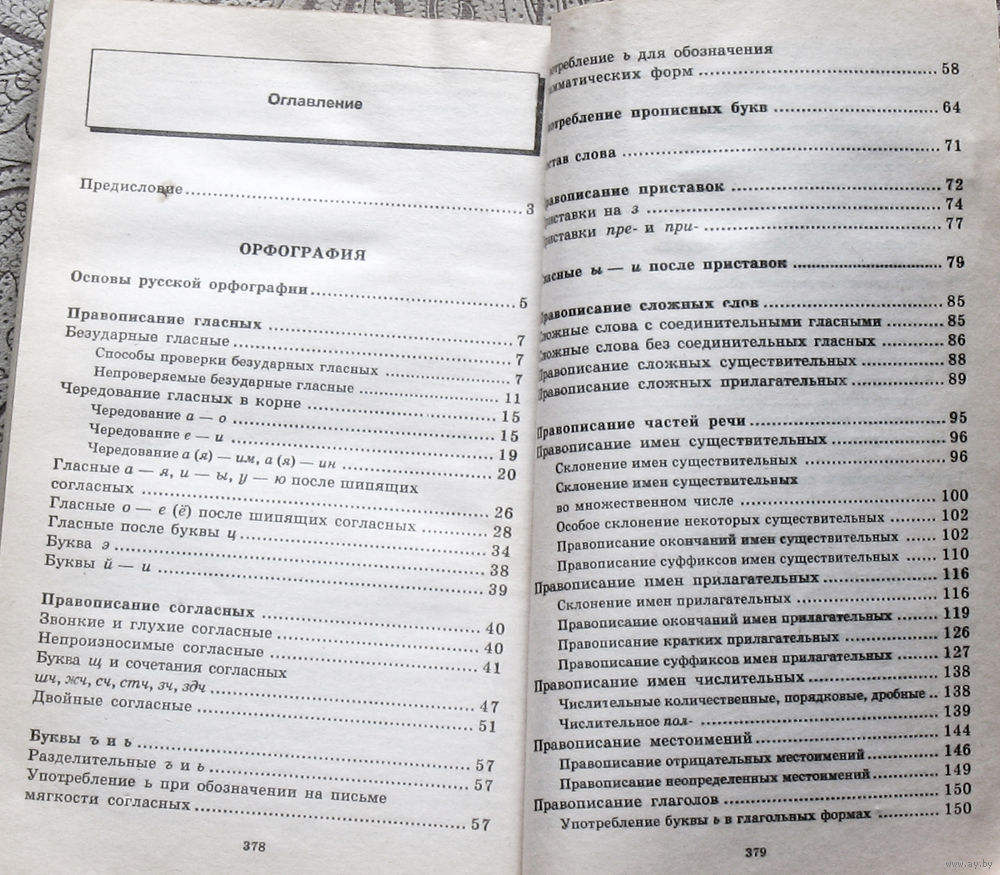 Оглавление
Предисловие ........ 3
ОРФОГРАФИЯ
Основы русской орфографии ........ 5
Правописание гласных ........ 7
Безударные гласные ........ 7
Способы проверки безударных гласных ........ 7
Непроверяемые безударные гласные ........ 11
Чередование гласных в корне ........ 15
Чередование а — о ........ 15
Чередование е — и ........ 19
Чередование а (я) — им, а (я) — ин ........ 20
Гласные а — я, и — ы, у — ю после шипящих
согласных ........ 26
Гласные о — е (ё) после шипящих согласных ........ 28
Гласные после буквы ц ........ 34
Буква э ........ 38
Буквы й — и ........ 39
Правописание согласных ........ 40
Звонкие и глухие согласные ........ 40
Непроизносимые согласные ........ 41
Буква щ и сочетания согласных
шч, жч, сч, стч, зч, здч ........ 47
Двойные согласные ........ 51
Буквы ъ и ь ........ 57
Разделительные ъ и ь ........ 57
Употребление ь при обозначении на письме
мягкости согласных ........ 57
378
отребление ь для обозначения
мматических форм ........ 58
отребление прописных букв ........ 64
став слова ........ 71
равописание приставок ........ 72
риставки на з ........ 74
риставки пре- и при- ........ 77
ласные ы — и после приставок ........ 79
Правописание сложных слов ........ 85
Сложные слова с соединительными гласными ........ 85
Сложные слова без соединительных гласных ........ 86
Правописание сложных существительных ........ 88
Правописание сложных прилагательных ........ 89
Правописание частей речи ........ 95
Правописание имен существительных ........ 96
Склонение имен существительных ........ 96
Склонение имен существительных
во множественном числе ........ 100
Особое склонение некоторых существительных ........ 102
Правописание окончаний имен существительных ...... 102
Правописание суффиксов имен существительных ........ 110
Правописание имен прилагательных ........ 116
Склонение имен прилагательных ........ 116
Правописание окончаний имен прилагательных ........ 119
Правописание кратких прилагательных ........ 126
Правописание суффиксов имен прилагательных ........ 127
Правописание имен числительных ........ 138
Числительные количественные, порядковые, дробные .. 138
Числительное пол- ........ 139
Правописание местоимений ........ 144
Правописание отрицательных местоимений ........ 146
Правописание неопределенных местоимений ........ 149
Правописание глаголов ........ 150
Употребление буквы ь в глагольных формах ........ 150
379
www.ay.by